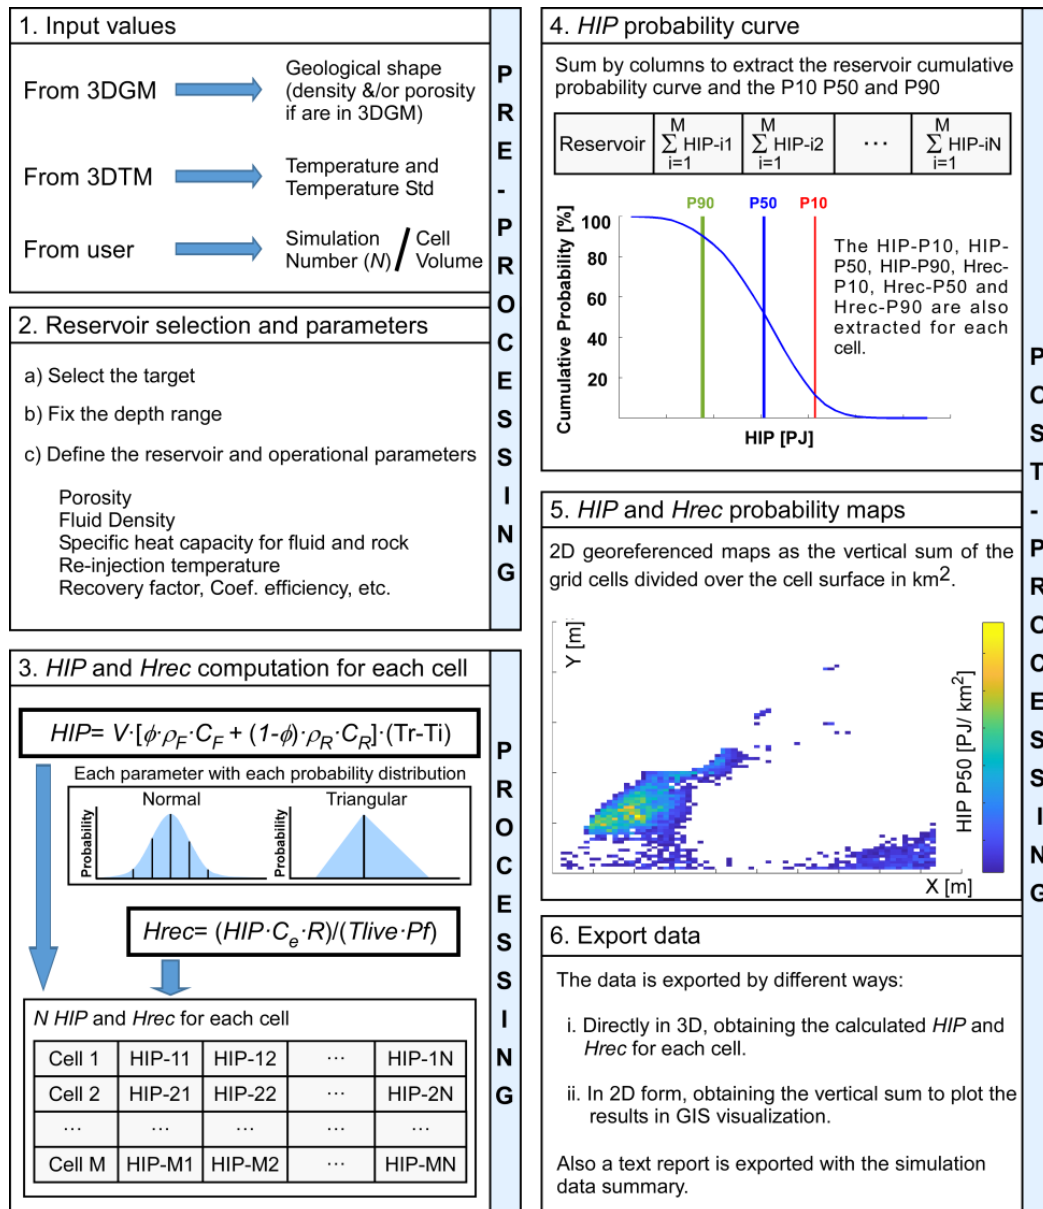 1. Input values
From 3DGM
Geological shape
(density &/or porosity
if are in 3DGM)
From 3DTM
Temperature and
Temperature Std
From user
Simulation
Number (N)
/
Cell
Volume
2. Reservoir selection and parameters
a) Select the target
b) Fix the depth range
c) Define the reservoir and operational parameters
Porosity
Fluid Density
Specific heat capacity for fluid and rock
Re-injection temperature
Recovery factor, Coef. efficiency, etc.
PRE-PROCESSING
3. HIP and Hrec computation for each cell
HIP= V·[ϕ·ρF·CF + (1-ϕ)·ρR·CR]·(Tr-Ti)
Each parameter with each probability distribution
Normal
Probability
Triangular
Probability
Hrec= (HIP·Ce·R)/(Tlive·Pf)
N HIP and Hrec for each cell
Cell 1 HIP-11 HIP-12 ... HIP-1N
Cell 2 HIP-21 HIP-22 ... HIP-2N
... ... ... ... ...
Cell M HIP-M1 HIP-M2 ... HIP-MN
PROCESSING
4. HIP probability curve
Sum by columns to extract the reservoir cumulative
probability curve and the P10 P50 and P90
Reservoir M ∑ i=1 HIP-i1 M ∑ i=1 HIP-i2 ... M ∑ i=1 HIP-iN
P90 P50 P10
Cumulative Probability [%]
100
80
60
40
20
HIP [PJ]
The HIP-P10, HIP-
P50, HIP-P90, Hrec-
P10, Hrec-P50 and
Hrec-P90 are also
extracted for each
cell.
5. HIP and Hrec probability maps
2D georeferenced maps as the vertical sum of the
grid cells divided over the cell surface in km2.
Y [m]
X [m]
HIP P50 [PJ/ km2]
6. Export data
The data is exported by different ways:
i. Directly in 3D, obtaining the calculated HIP and
Hrec for each cell.
ii. In 2D form, obtaining the vertical sum to plot the
results in GIS visualization.
Also a text report is exported with the simulation
data summary.
POST-PROCESSING